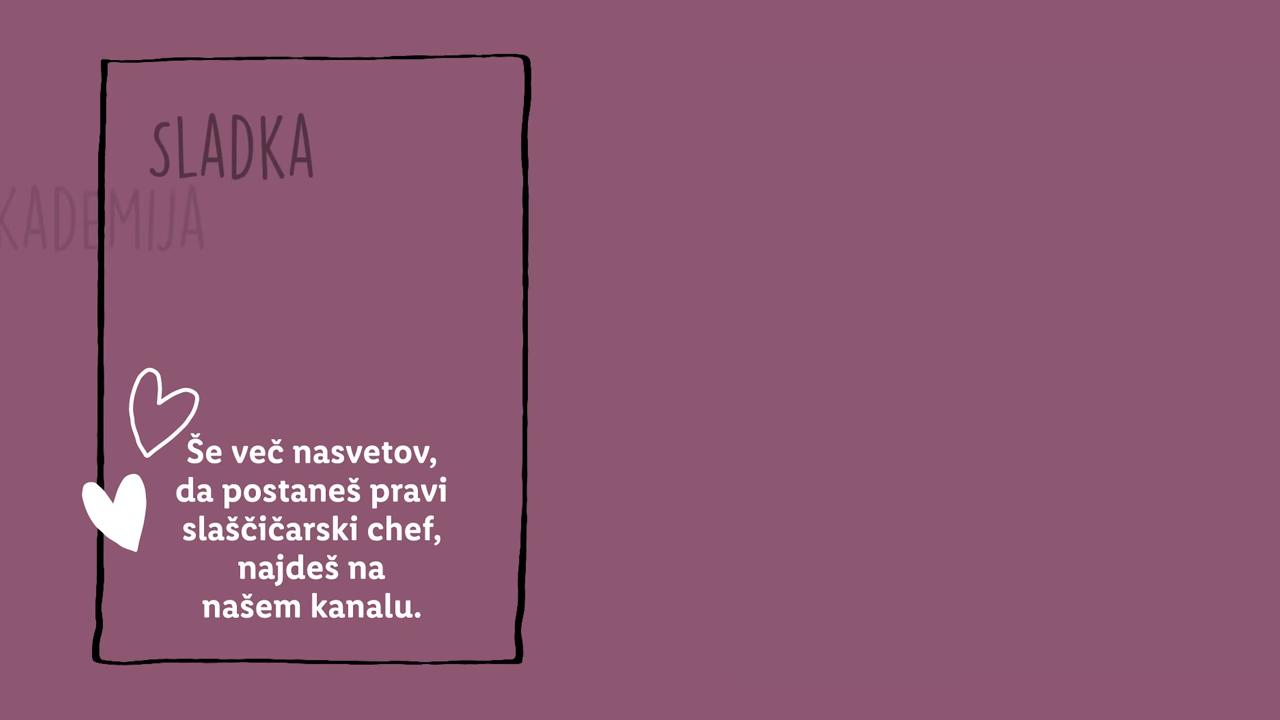 SLADKA
KADEMIJA
Še več nasvetov,
da postaneš pravi
slaščičarski chef,
najdeš na
našem kanalu.